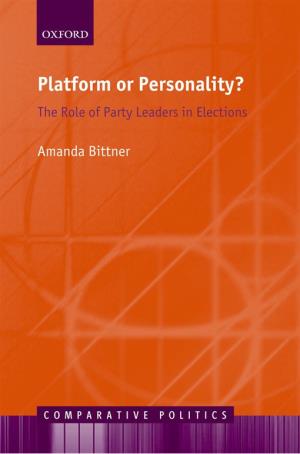 OXFORD
Platform or Personality?
The Role of Party Leaders in Elections
Amanda Bittner
COMPARATIVE POLITICS